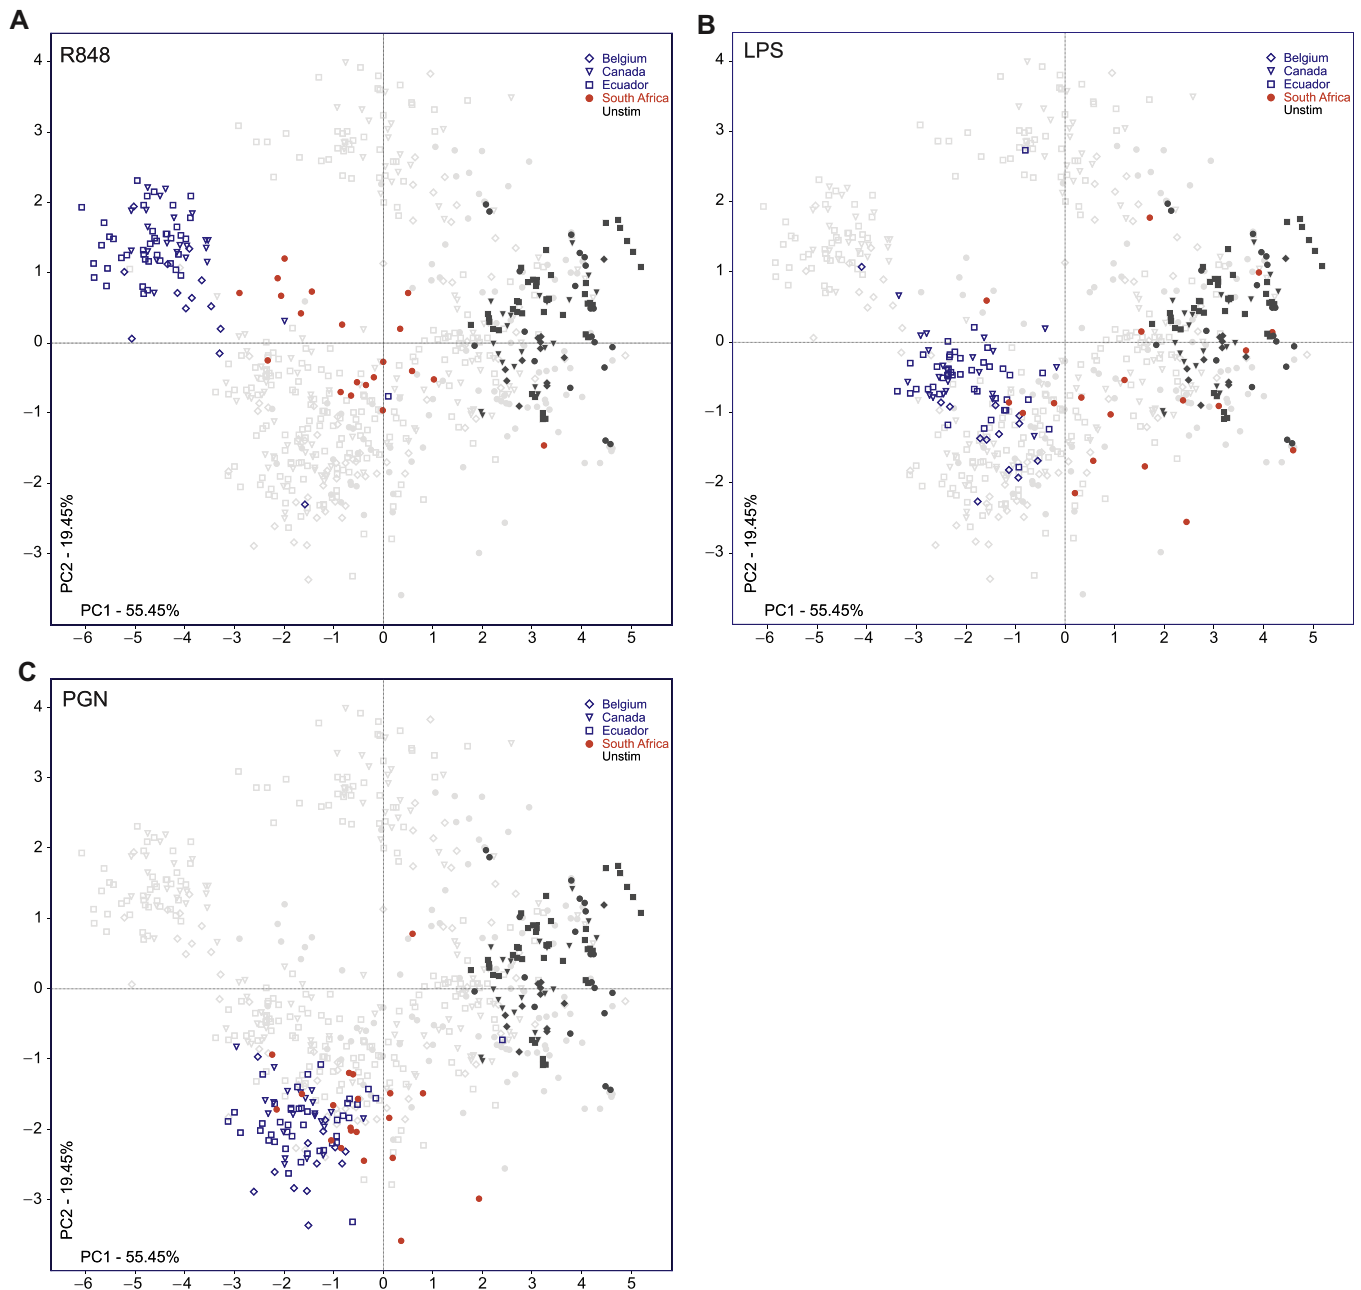 A
R848
Belgium
Canada
Ecuador
South Africa
Unstim
4
3
2
1
0
−1
−2
−3
PC2 - 19.45%
PC1 - 55.45%
−6 −5 −4 −3 −2 −1 0 1 2 3 4 5
B
LPS
Belgium
Canada
Ecuador
South Africa
Unstim
4
3
2
1
0
−1
−2
−3
PC2 - 19.45%
PC1 - 55.45%
−6 −5 −4 −3 −2 −1 0 1 2 3 4 5
C
PGN
Belgium
Canada
Ecuador
South Africa
Unstim
4
3
2
1
0
−1
−2
−3
PC2 - 19.45%
PC1 - 55.45%
−6 −5 −4 −3 −2 −1 0 1 2 3 4 5